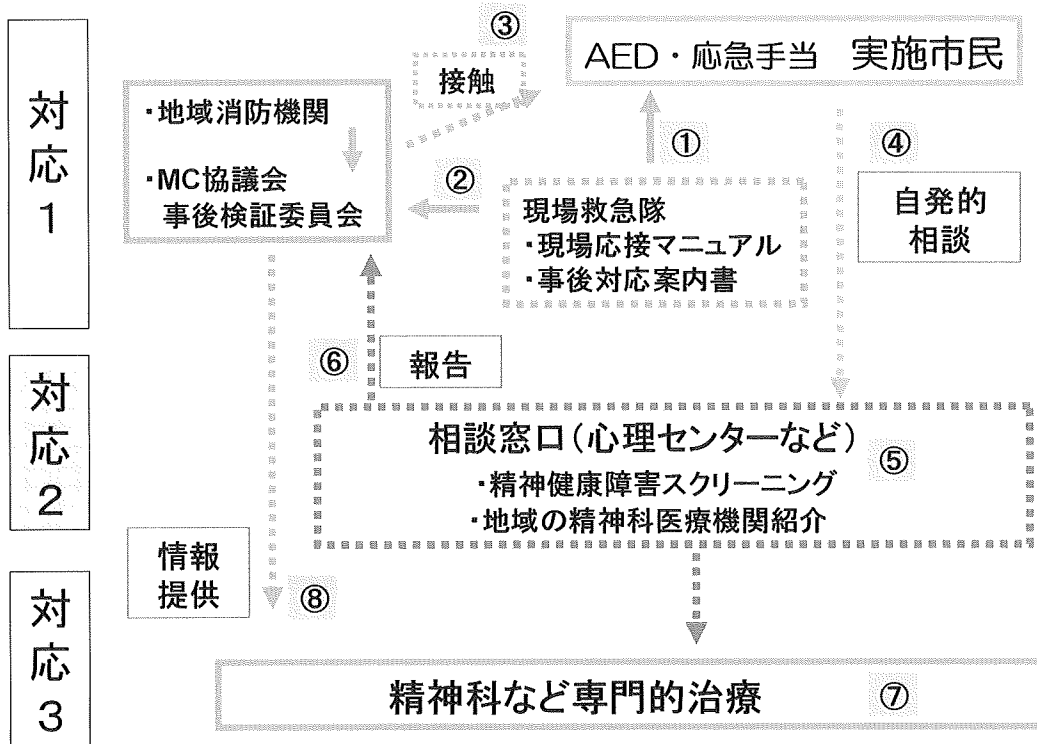 対応1
③
接触
AED・応急手当　実施市民
・地域消防機関
・MC協議会
事後検証委員会
①
②
④
現場救急隊
・現場応接マニュアル
・事後対応案内書
自発的
相談
対応2
⑥
報告
相談窓口(心理センターなど)
⑤
・精神健康障害スクリーニング
・地域の精神科医療機関紹介
情報
提供
⑧
対応3
精神科など専門的治療
⑦